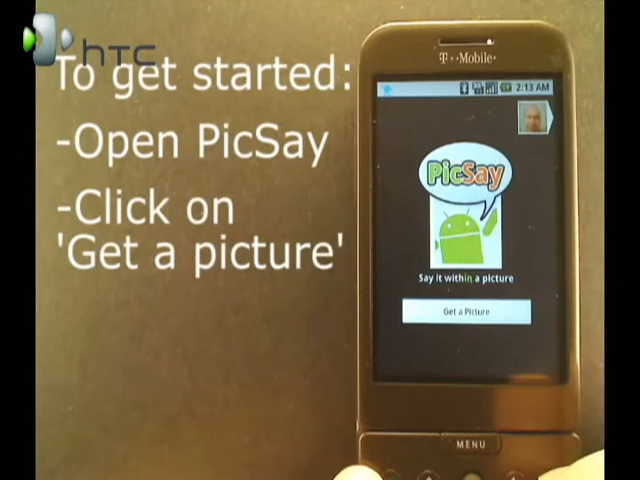 hTC
To get started:
-Open PicSay
-Click on
'Get a picture'
T··Mobile·
2:13 AM
PicSay
Say it within a picture
Get a Picture
MENU